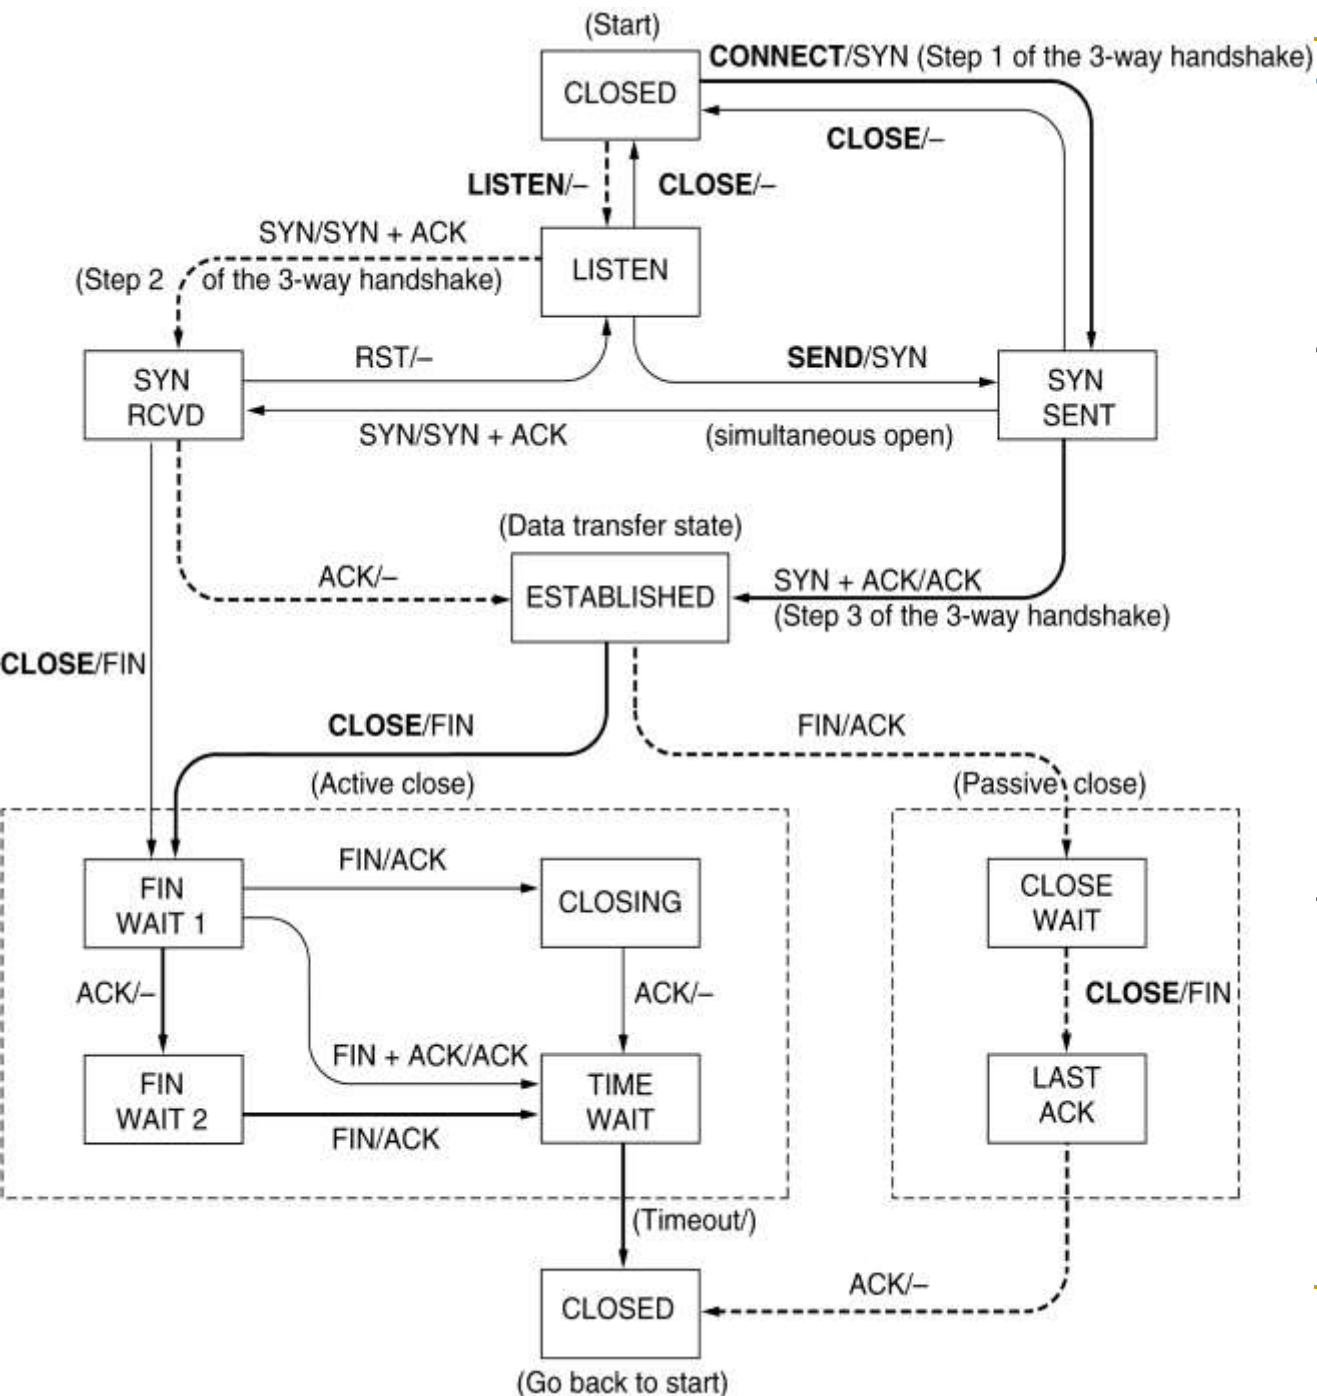 (Start)
CONNECT/SYN (Step 1 of the 3-way handshake)
CLOSED
CLOSE/–
LISTEN/–
CLOSE/–
SYN/SYN + ACK
LISTEN
(Step 2 of the 3-way handshake)
RST/–
SEND/SYN
SYN
RCVD
SYN
SENT
SYN/SYN + ACK
(simultaneous open)
(Data transfer state)
ACK/–
ESTABLISHED
SYN + ACK/ACK
(Step 3 of the 3-way handshake)
CLOSE/FIN
CLOSE/FIN
FIN/ACK
(Active close)
(Passive close)
FIN/ACK
FIN
WAIT 1
CLOSING
CLOSE
WAIT
ACK/–
ACK/–
CLOSE/FIN
FIN + ACK/ACK
FIN
WAIT 2
TIME
WAIT
LAST
ACK
FIN/ACK
(Timeout/)
ACK/–
CLOSED
(Go back to start)